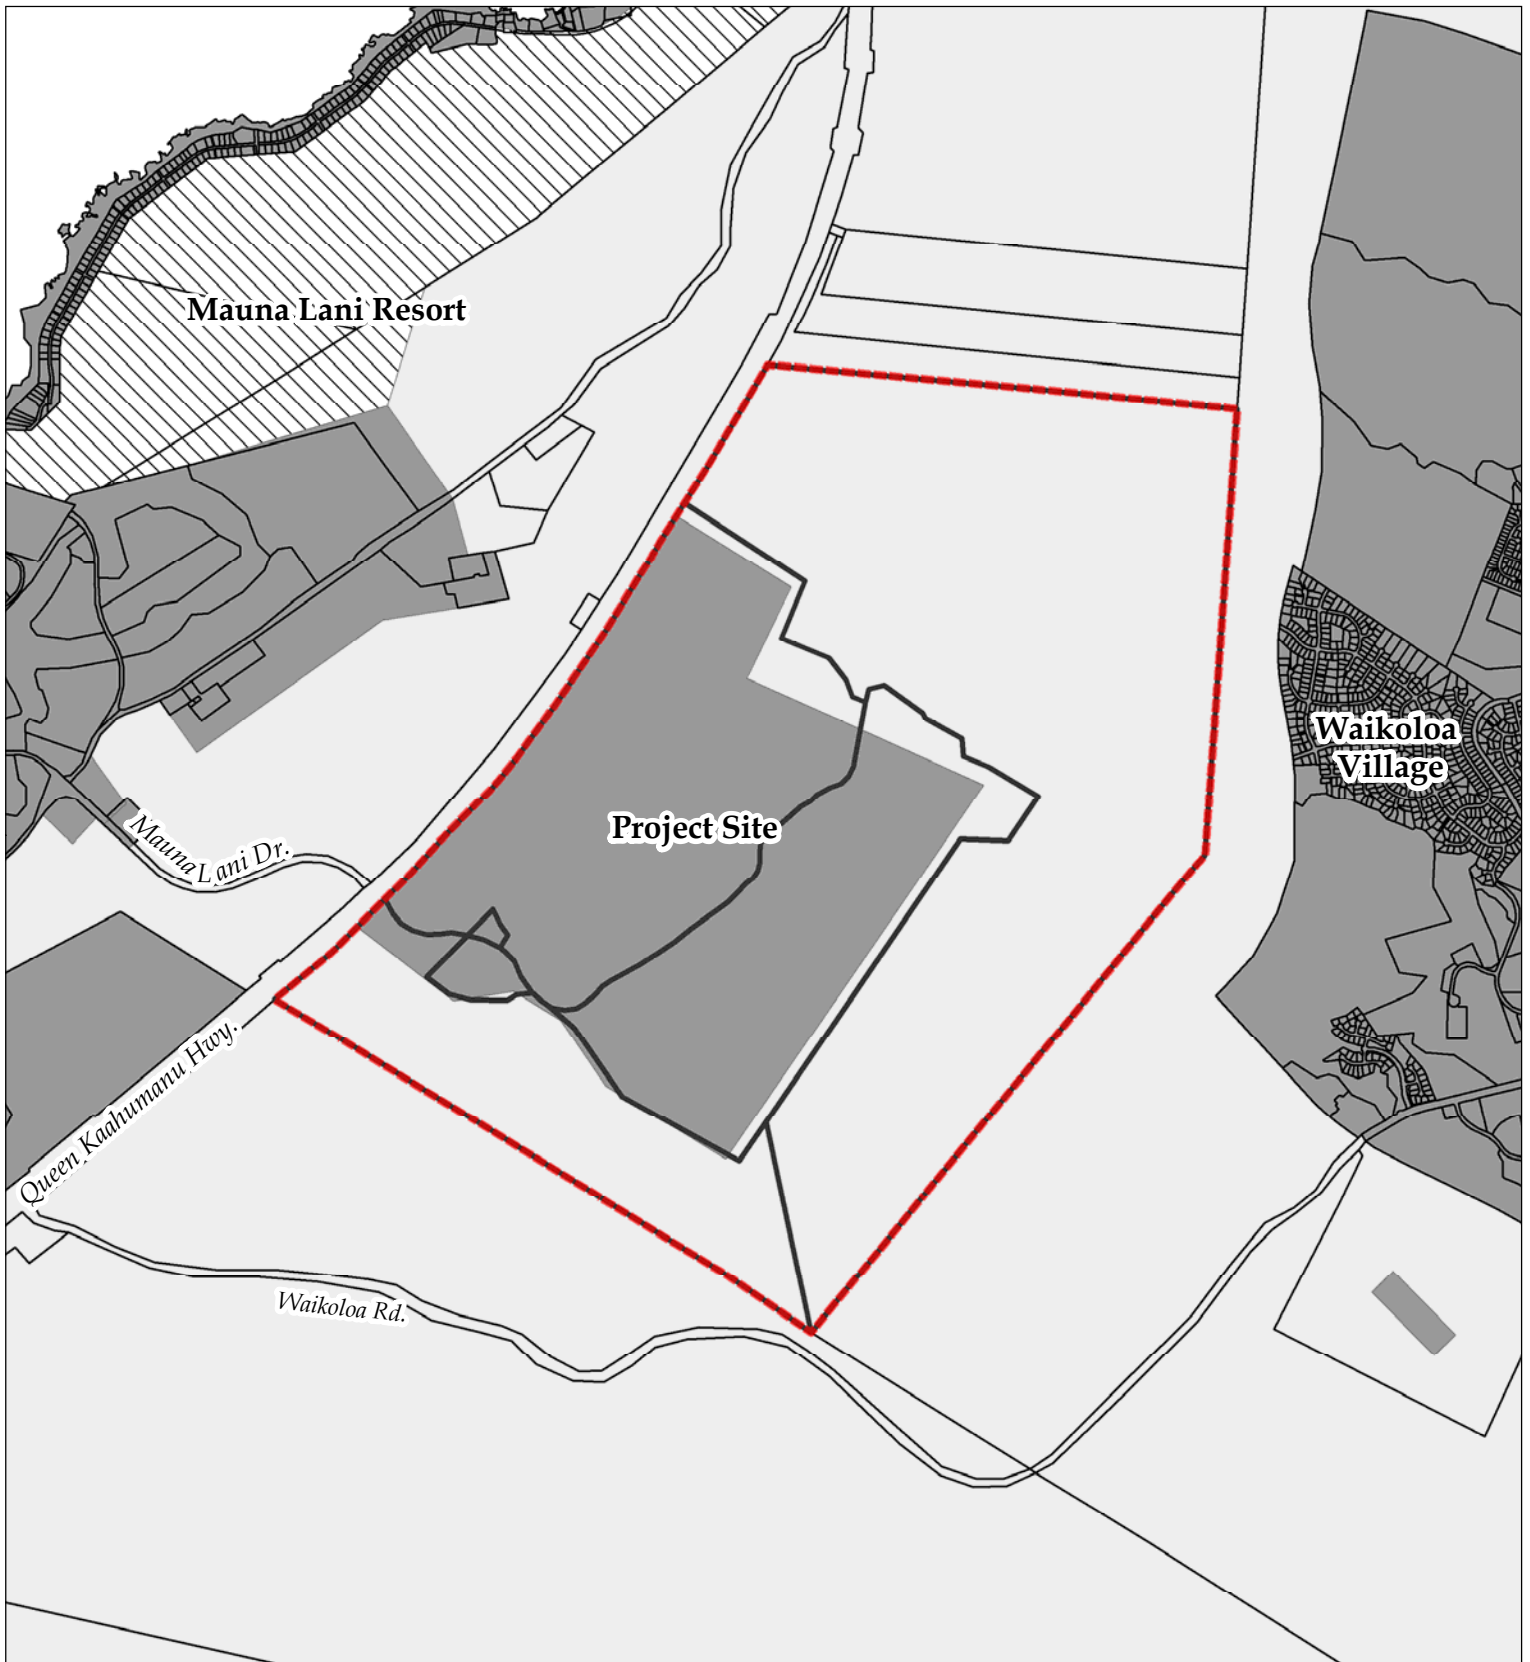 Mauna Lani Resort
Waikoloa
Village
Project Site
Mauna Lani Dr.
Queen Kaahumanu Hwy.
Waikoloa Rd.